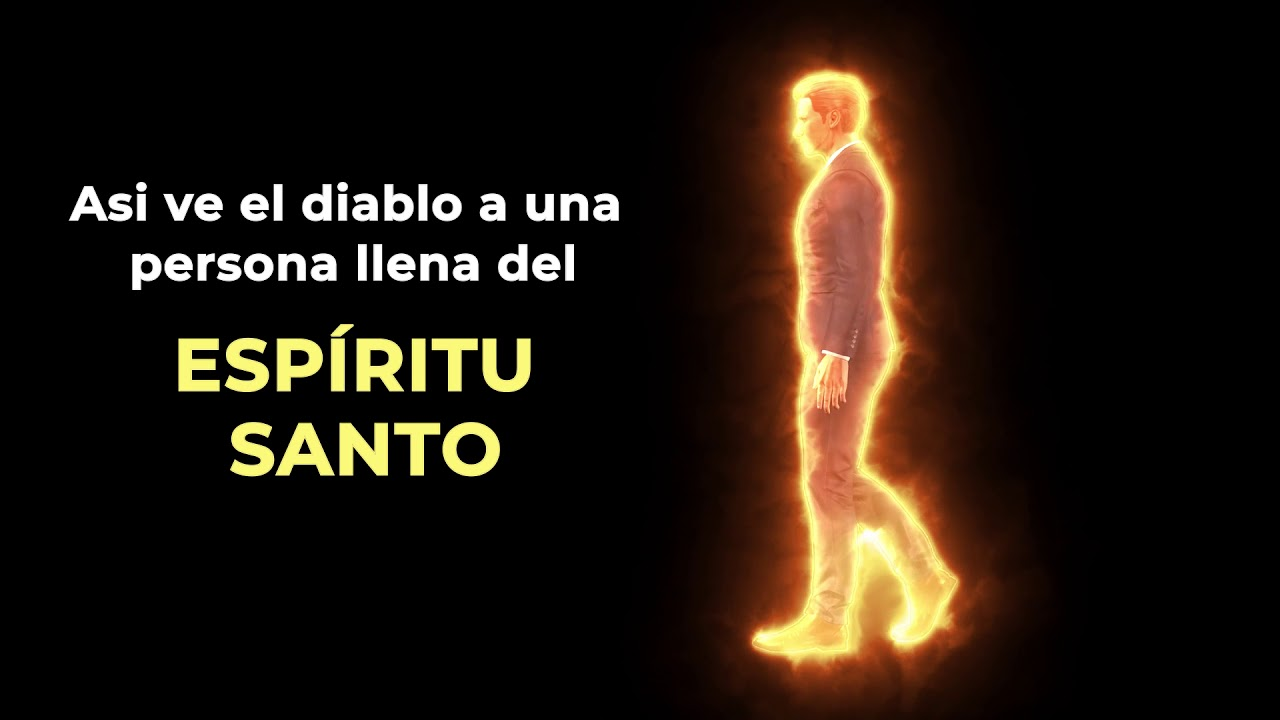 Asi ve el diablo a una
persona llena del
ESPÍRITU
SANTO